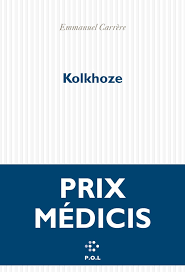 Emmanuel Carrère
Kolkhoze
PRIX
MÉDICIS
P.O.L